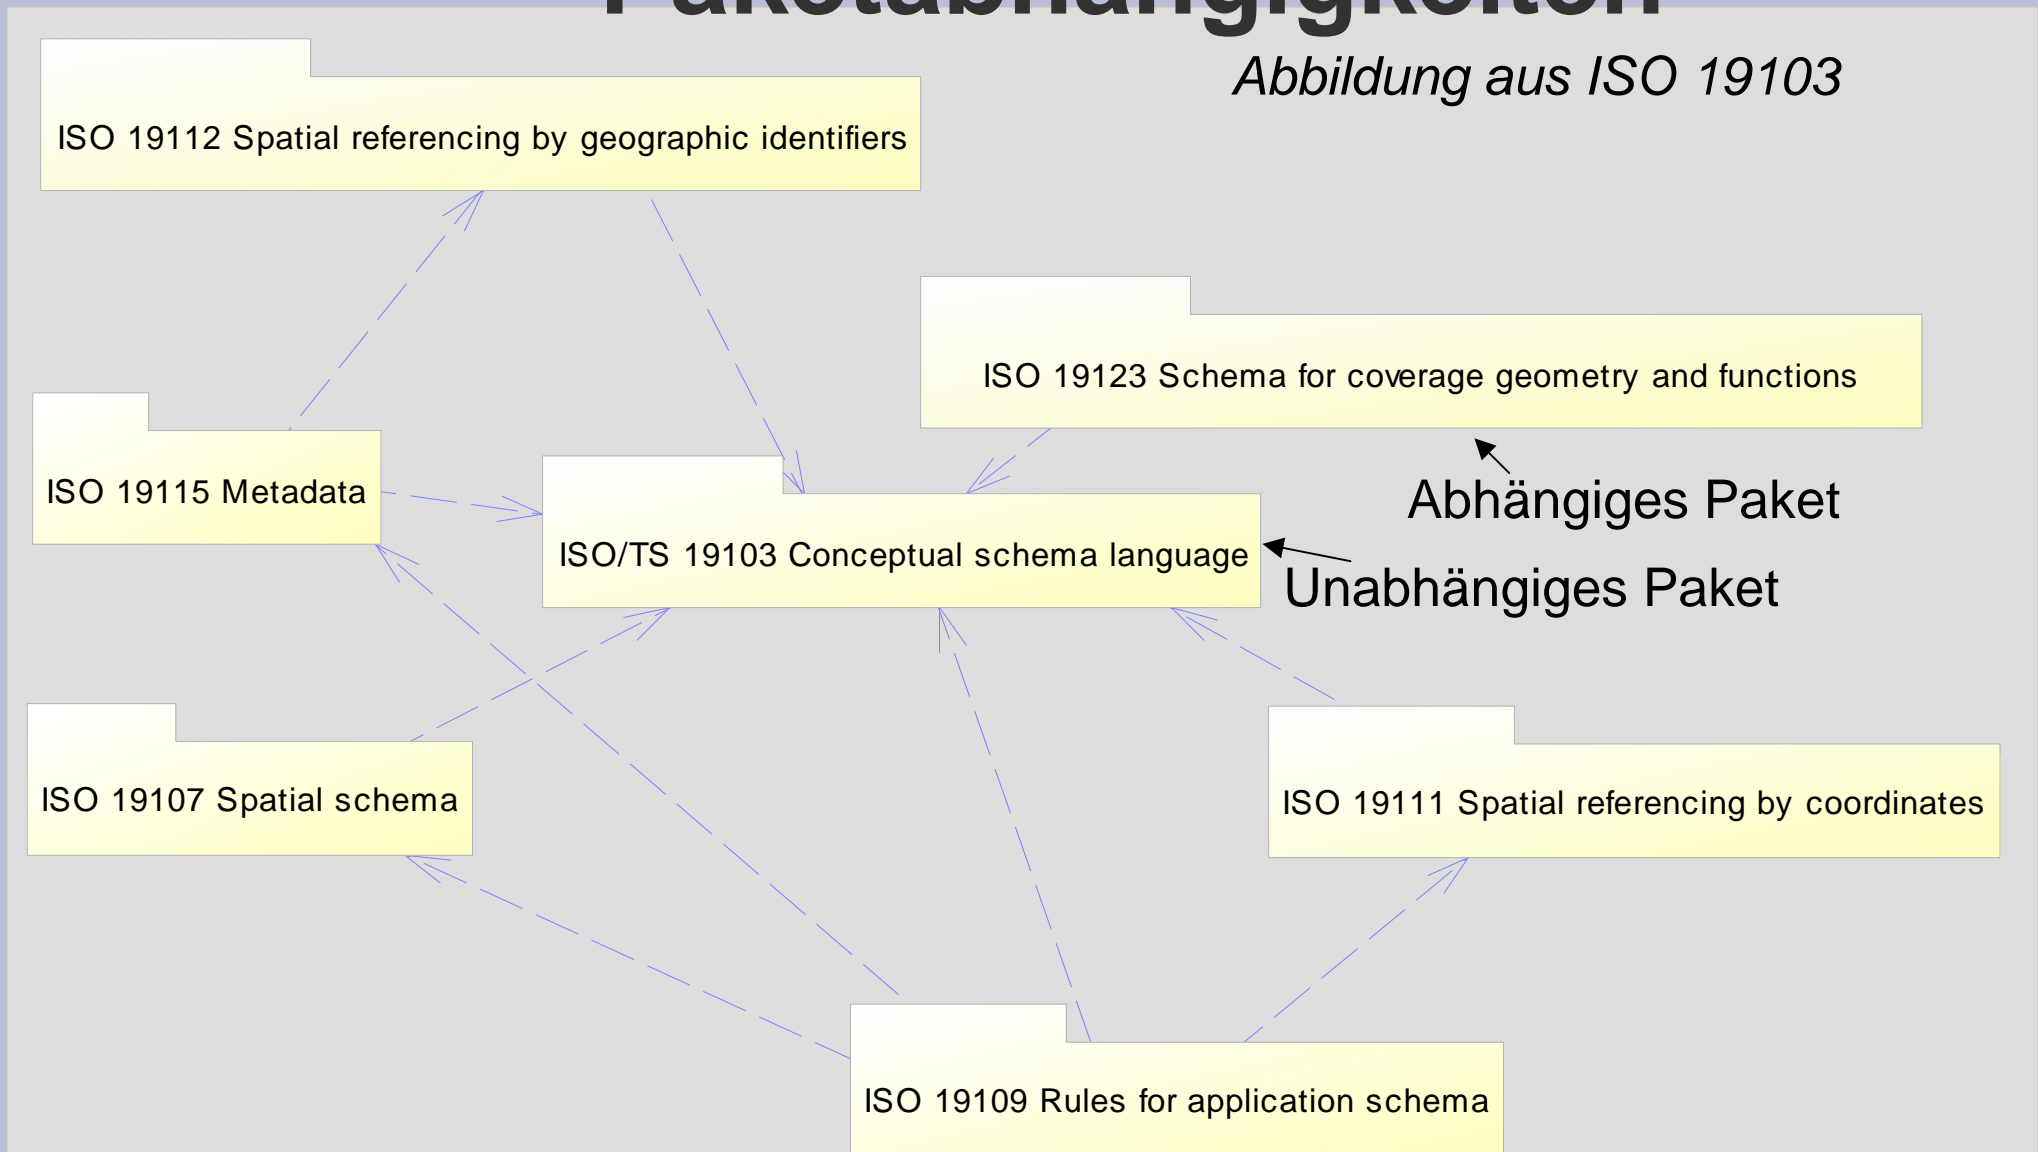 Paketabhängigkeiten
Abbildung aus ISO 19103
ISO 19112 Spatial referencing by geographic identifiers
ISO 19123 Schema for coverage geometry and functions
ISO 19115 Metadata
Abhängiges Paket
ISO/TS 19103 Conceptual schema language
Unabhängiges Paket
ISO 19107 Spatial schema
ISO 19111 Spatial referencing by coordinates
ISO 19109 Rules for application schema